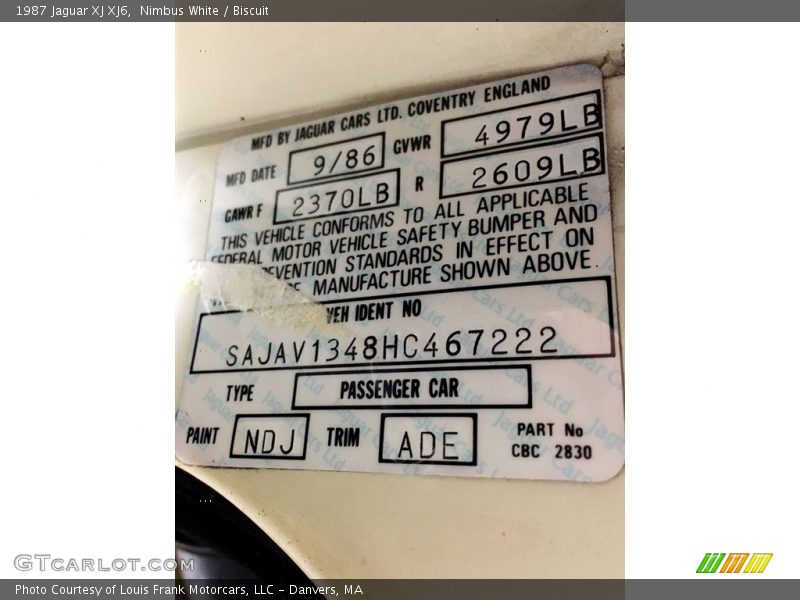 1987 Jaguar XJ XJ6,  Nimbus White / Biscuit
MFD BY JAGUAR CARS LTD. COVENTRY ENGLAND
MFD DATE 9/86 GVWR 4979LB
GAWR F 2370LB R 2609LB
THIS VEHICLE CONFORMS TO ALL APPLICABLE
FEDERAL MOTOR VEHICLE SAFETY BUMPER AND
EVENTION STANDARDS IN EFFECT ON
MANUFACTURE SHOWN ABOVE.
VEH IDENT NO
SAJAV1348HC467222
TYPE PASSENGER CAR
PAINT NDJ TRIM ADE PART No
CBC 2830
GTCarlot.com
Photo Courtesy of Louis Frank Motorcars, LLC - Danvers, MA